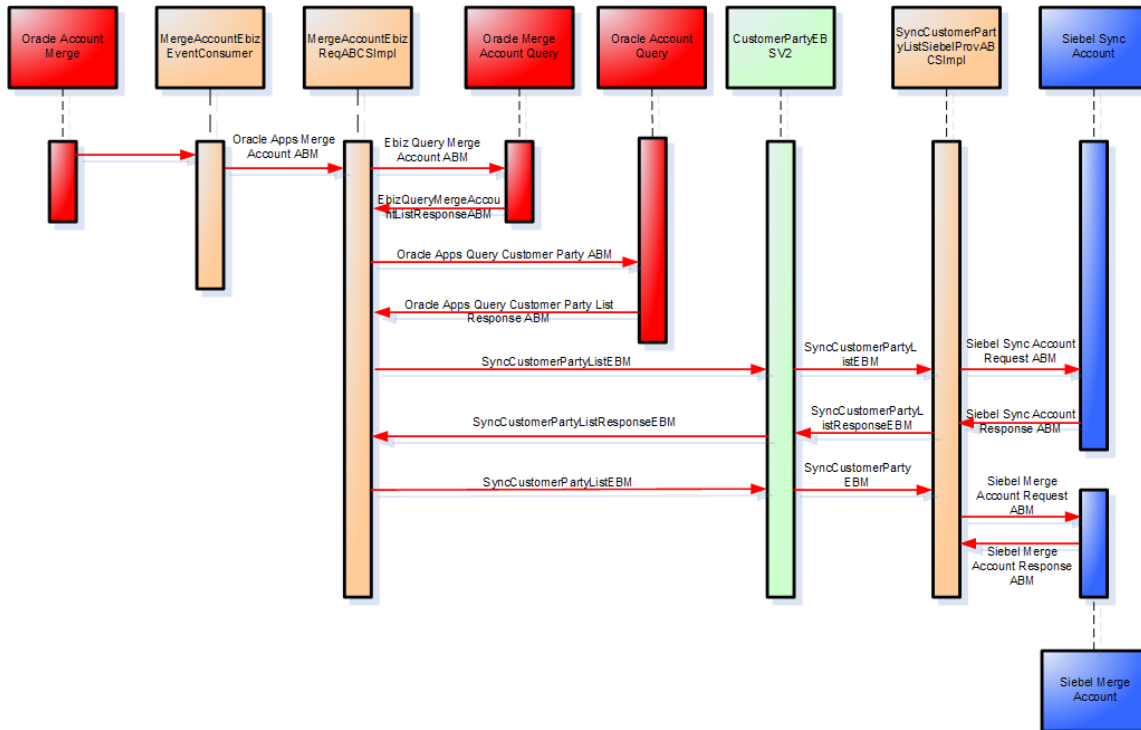 Oracle Account
Merge
MergeAccountEbiz
EventConsumer
MergeAccountEbiz
ReqABCSImpl
Oracle Merge
Account Query
Oracle Account
Query
CustomerPartyEB
SV2
SyncCustomerPart
yListSiebelProvAB
CSImpl
Siebel Sync
Account
Oracle Apps Merge
Account ABM
Ebiz Query Merge
Account ABM
EbizQueryMergeAccou
ntListResponseABM
Oracle Apps Query Customer Party ABM
Oracle Apps Query Customer Party List
Response ABM
SyncCustomerPartyListEBM
SyncCustomerPartyL
istEBM
Siebel Sync Account
Request ABM
SyncCustomerPartyListResponseEBM
SyncCustomerPartyL
istResponseEBM
Siebel Sync Account
Response ABM
SyncCustomerPartyListEBM
SyncCustomerParty
EBM
Siebel Merge
Account Request
ABM
Siebel Merge
Account Response
ABM
Siebel Merge
Account